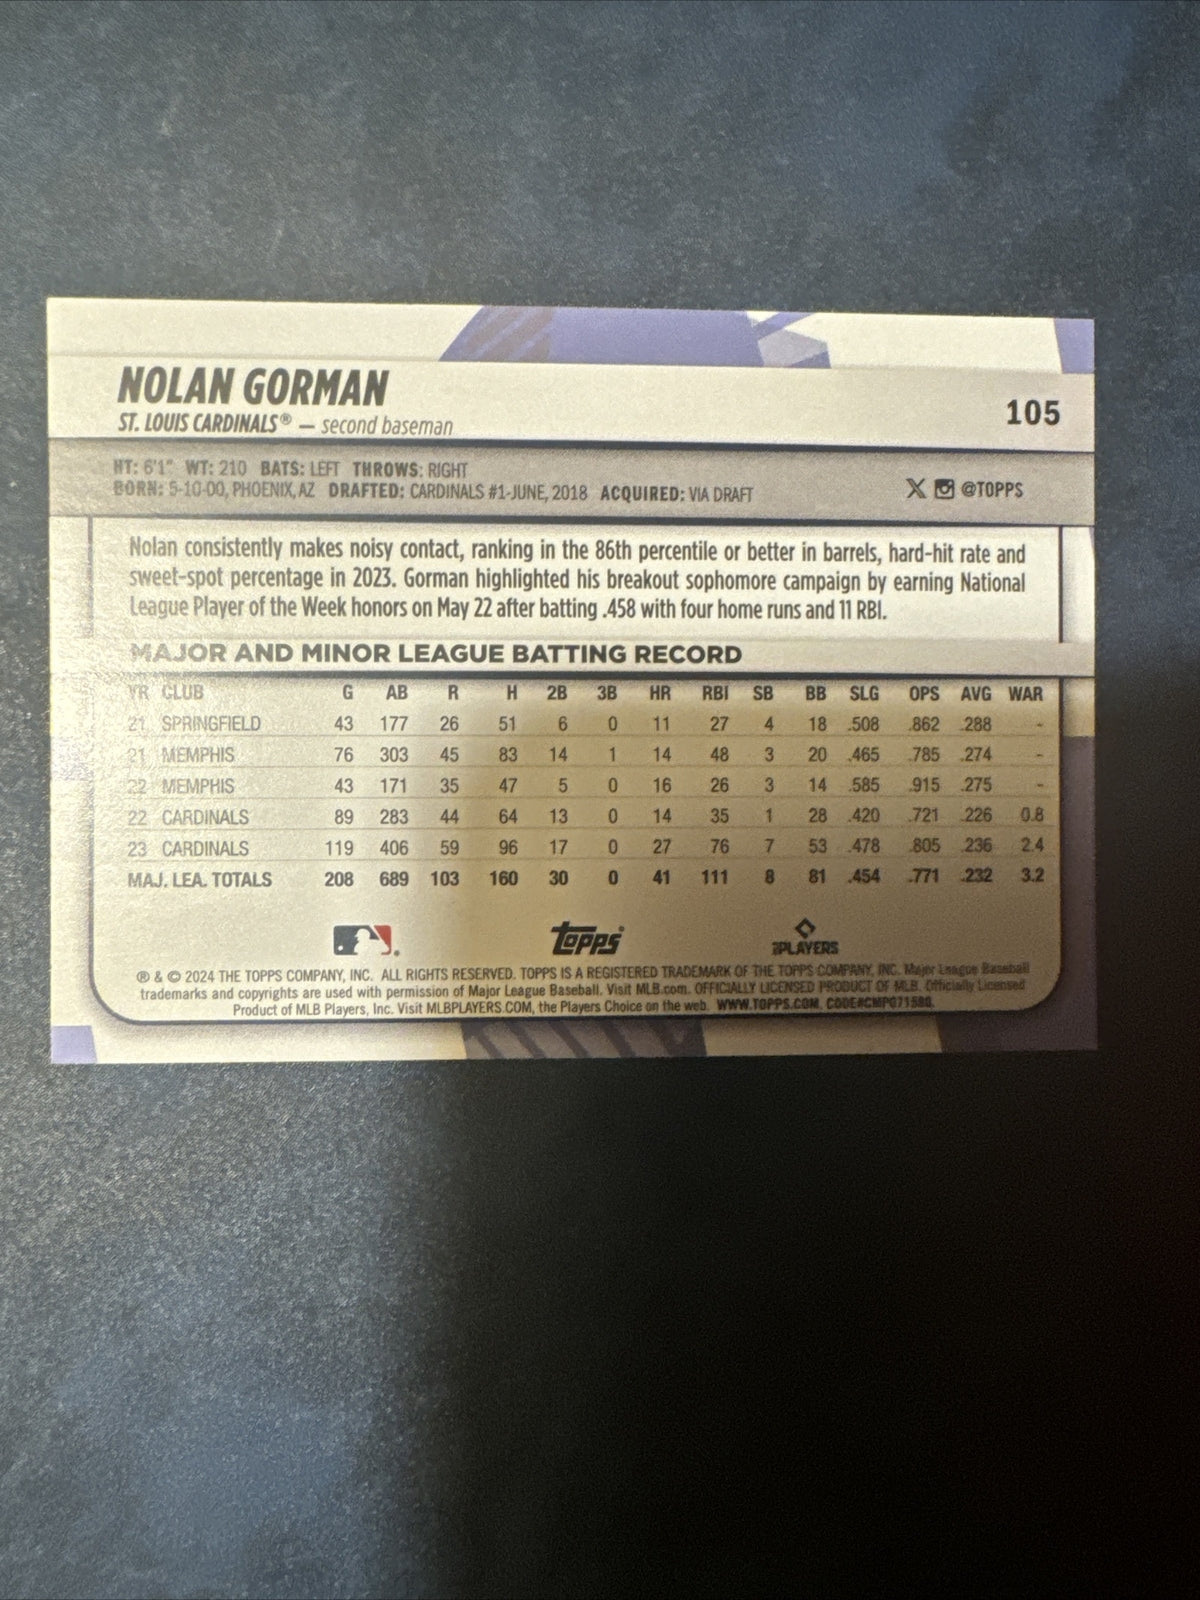 NOLAN GORMAN
ST. LOUIS CARDINALS® — second baseman
105
HT: 6'1" WT: 210 BATS: LEFT THROWS: RIGHT
BORN: 5-10-00, PHOENIX, AZ DRAFTED: CARDINALS #1-JUNE, 2018 ACQUIRED: VIA DRAFT
@TOPPS
Nolan consistently makes noisy contact, ranking in the 86th percentile or better in barrels, hard-hit rate and
sweet-spot percentage in 2023. Gorman highlighted his breakout sophomore campaign by earning National
League Player of the Week honors on May 22 after batting .458 with four home runs and 11 RBI.
MAJOR AND MINOR LEAGUE BATTING RECORD
YR CLUB G AB R H 2B 3B HR RBI SB BB SLG OPS AVG WAR
21 SPRINGFIELD 43 177 26 51 6 0 11 27 4 18 .508 .862 .288 -
21 MEMPHIS 76 303 45 83 14 1 14 48 3 20 .465 .785 .274 -
22 MEMPHIS 43 171 35 47 5 0 16 26 3 14 .585 .915 .275 -
22 CARDINALS 89 283 44 64 13 0 14 35 1 28 .420 .721 .226 0.8
23 CARDINALS 119 406 59 96 17 0 27 76 7 53 .478 .805 .236 2.4
MAJ. LEA. TOTALS 208 689 103 160 30 0 41 111 8 81 .454 .771 .232 3.2
topps®
PLAYERS
® & © 2024 THE TOPPS COMPANY, INC. ALL RIGHTS RESERVED. TOPPS IS A REGISTERED TRADEMARK OF THE TOPPS COMPANY, INC. Major League Baseball
trademarks and copyrights are used with permission of Major League Baseball. Visit MLB.com. OFFICIALLY LICENSED PRODUCT OF MLB. Officially Licensed
Product of MLB Players, Inc. Visit MLBPLAYERS.COM, the Players Choice on the web. WWW.TOPPS.COM. CODE#CMP071580.